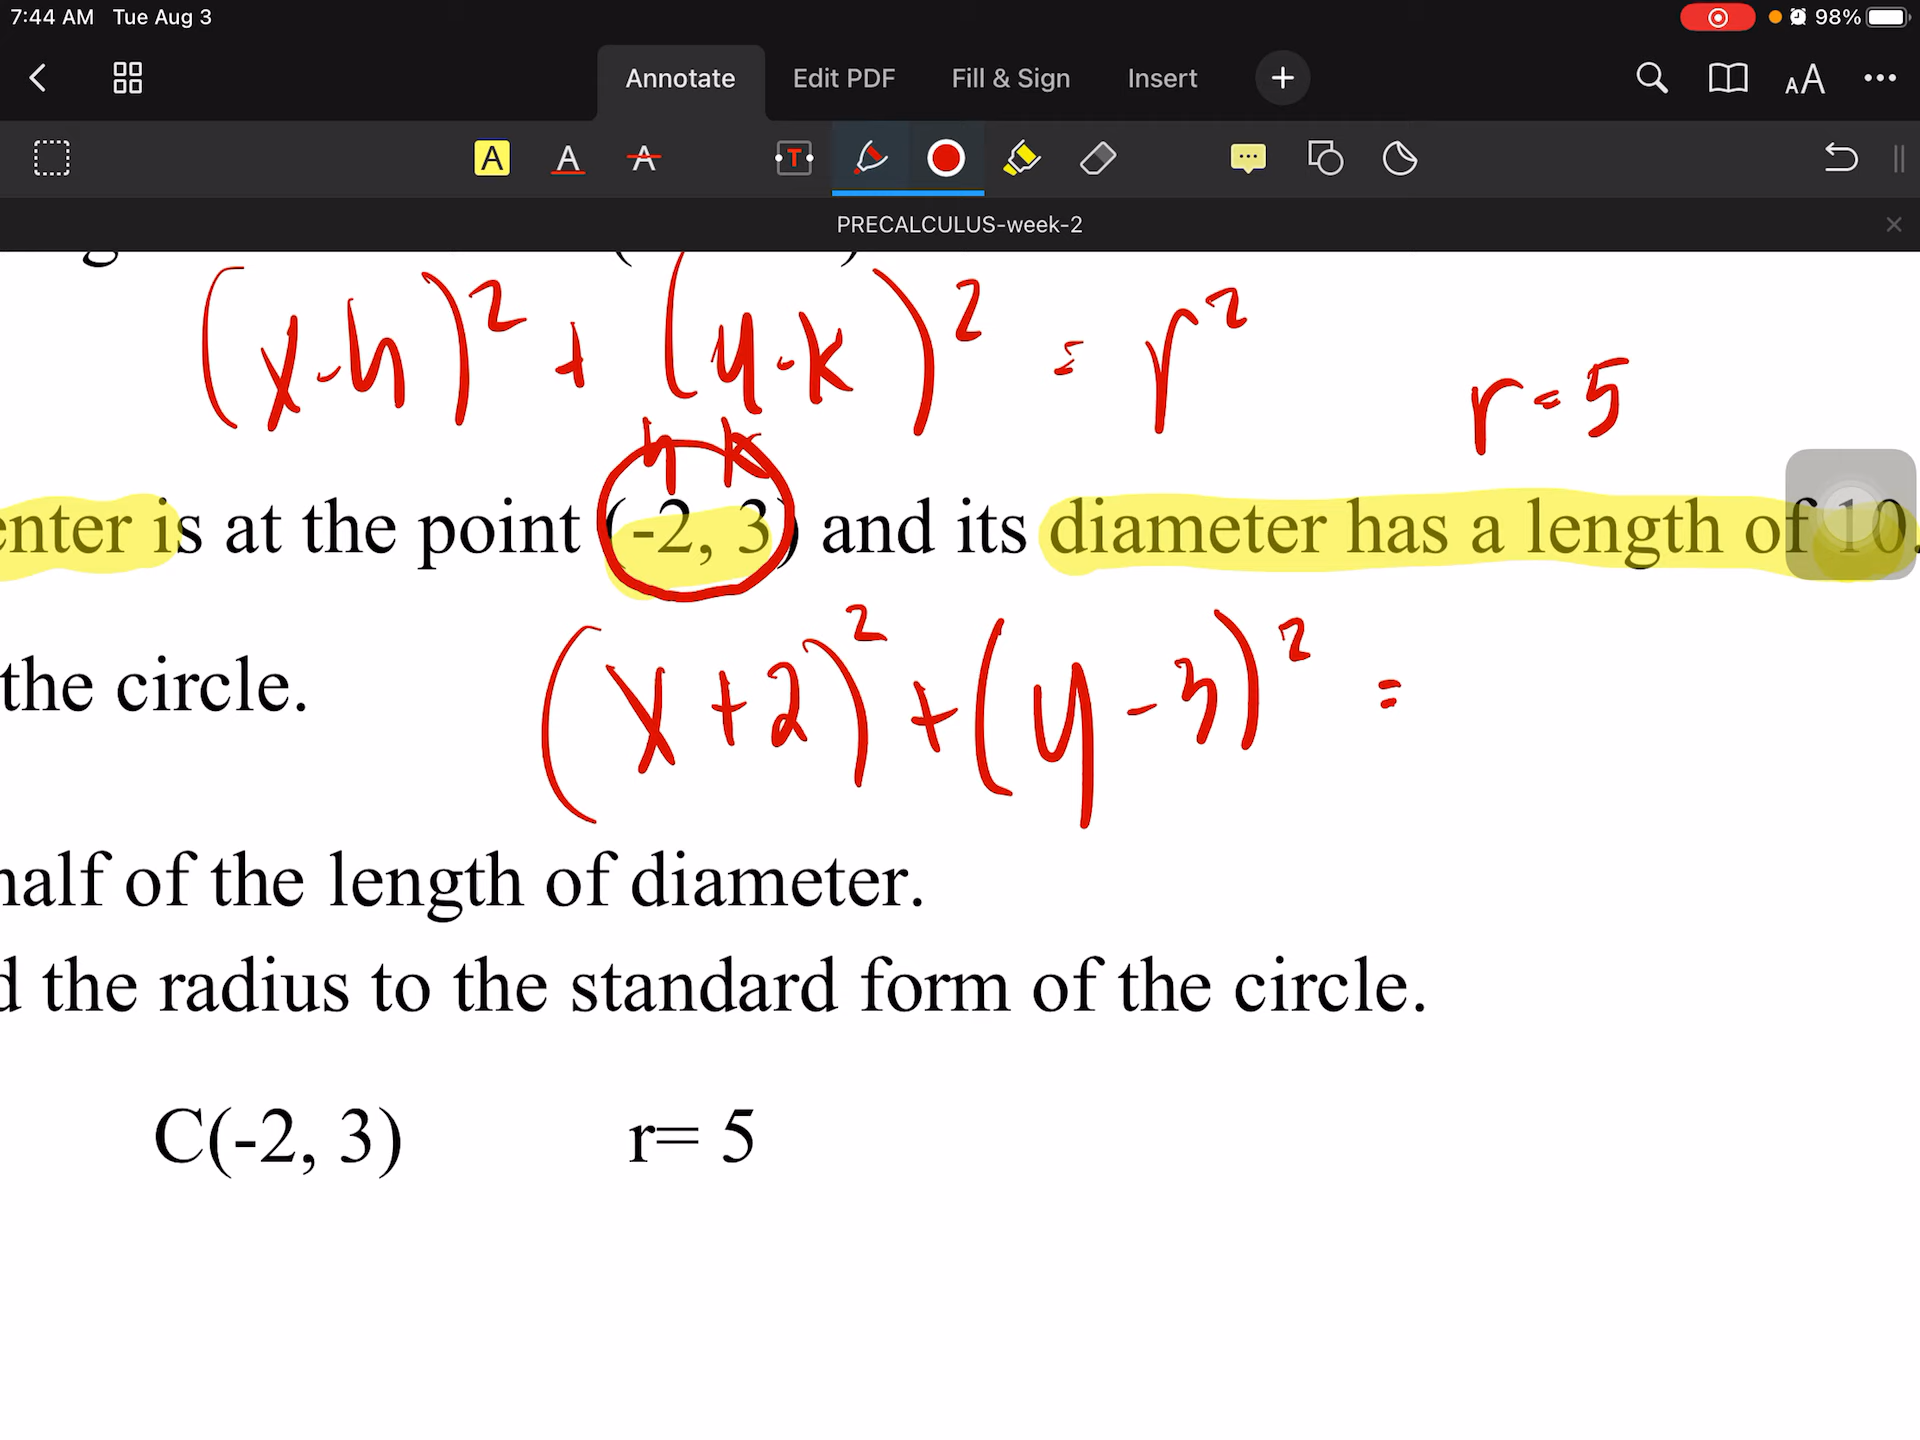 7:44 AM Tue Aug 3 98%
Annotate Edit PDF Fill & Sign Insert + AA
A A A T
PRECALCULUS-week-2
(x-h)² + (y-k)² = r²
r=5
h k
enter is at the point (-2, 3) and its diameter has a length of 10.
the circle.
(x+2)² + (y-3)² =
half of the length of diameter.
d the radius to the standard form of the circle.
C(-2, 3) r= 5